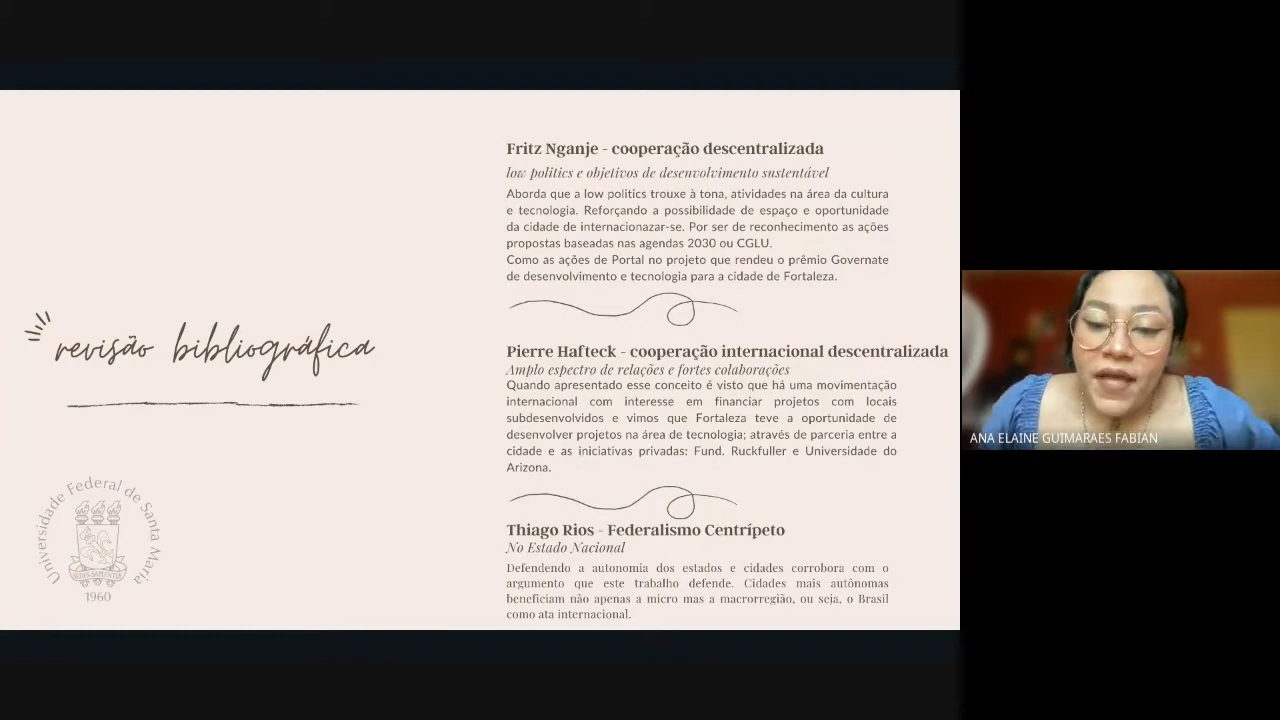 Fritz Nganje - cooperação descentralizada
low politics e objetivos de desenvolvimento sustentável
Aborda que a low politics trouxe à tona, atividades na área da cultura
e tecnologia. Reforçando a possibilidade de espaço e oportunidade
da cidade de internacionazar-se. Por ser de reconhecimento as ações
propostas baseadas nas agendas 2030 ou CGLU.
Como as ações de Portal no projeto que rendeu o prêmio Governate
de desenvolvimento e tecnologia para a cidade de Fortaleza.
revisão bibliográfica
Pierre Hafteck - cooperação internacional descentralizada
Amplo espectro de relações e fortes colaborações
Quando apresentado esse conceito é visto que há uma movimentação
internacional com interesse em financiar projetos com locais
subdesenvolvidos e vimos que Fortaleza teve a oportunidade de
desenvolver projetos na área de tecnologia; através de parceria entre a
cidade e as iniciativas privadas: Fund. Ruckfuller e Universidade do
Arizona.
Thiago Rios - Federalismo Centrípeto
No Estado Nacional
Defendendo a autonomia dos estados e cidades corrobora com o
argumento que este trabalho defende. Cidades mais autônomas
beneficiam não apenas a micro mas a macrorregião, ou seja, o Brasil
como ata internacional.
Universidade Federal de Santa Maria
SEDES SAPIENTIAE
1960
ANA ELAINE GUIMARAES FABIAN